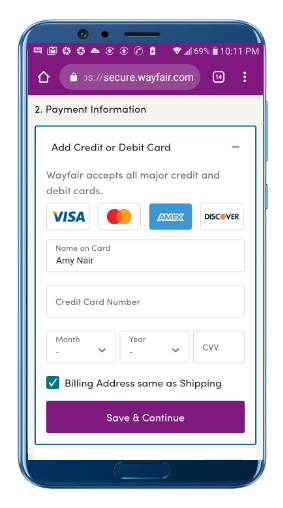 69% 10:11 PM
ɔs://secure.wayfair.com
14
2. Payment Information
Add Credit or Debit Card
Wayfair accepts all major credit and
debit cards.
VISA AMEX DISCOVER
Name on Card
Amy Nair
Credit Card Number
Month Year
- - CVV
Billing Address same as Shipping
Save & Continue